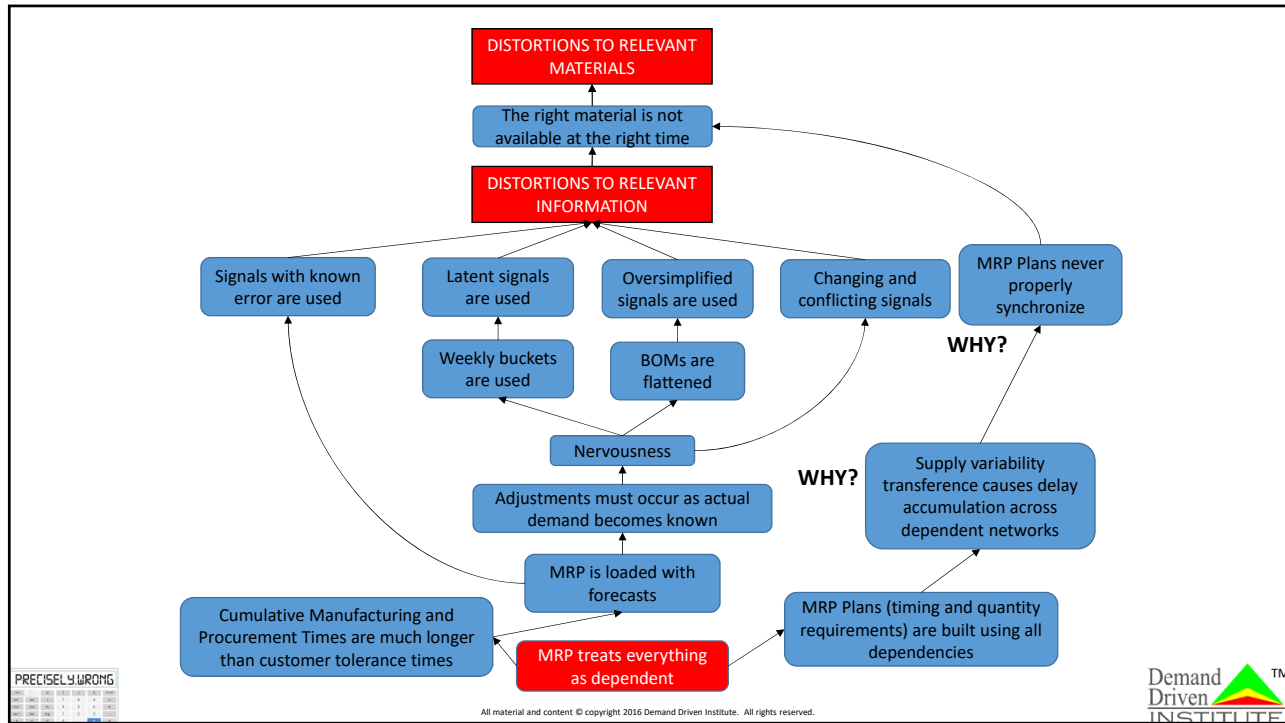 DISTORTIONS TO RELEVANT
MATERIALS
The right material is not
available at the right time
DISTORTIONS TO RELEVANT
INFORMATION
Signals with known
error are used
Latent signals
are used
Oversimplified
signals are used
Changing and
conflicting signals
MRP Plans never
properly
synchronize
WHY?
Weekly buckets
are used
BOMs are
flattened
Nervousness
WHY?
Supply variability
transference causes delay
accumulation across
dependent networks
Adjustments must occur as actual
demand becomes known
MRP is loaded with
forecasts
Cumulative Manufacturing and
Procurement Times are much longer
than customer tolerance times
MRP Plans (timing and quantity
requirements) are built using all
dependencies
MRP treats everything
as dependent
PRECISELY.WRONG
Demand
Driven
INSTITUTE
TM
All material and content © copyright 2016 Demand Driven Institute. All rights reserved.